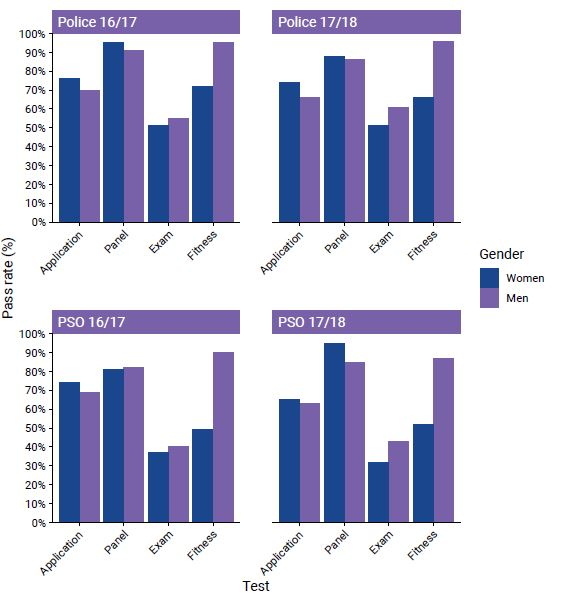 Police 16/17
Police 17/18
100%
90%
80%
70%
60%
50%
40%
30%
20%
10%
0%
Application
Panel
Exam
Fitness
Application
Panel
Exam
Fitness
Pass rate (%)
Gender
Women
Men
PSO 16/17
PSO 17/18
100%
90%
80%
70%
60%
50%
40%
30%
20%
10%
0%
Application
Panel
Exam
Fitness
Application
Panel
Exam
Fitness
Test